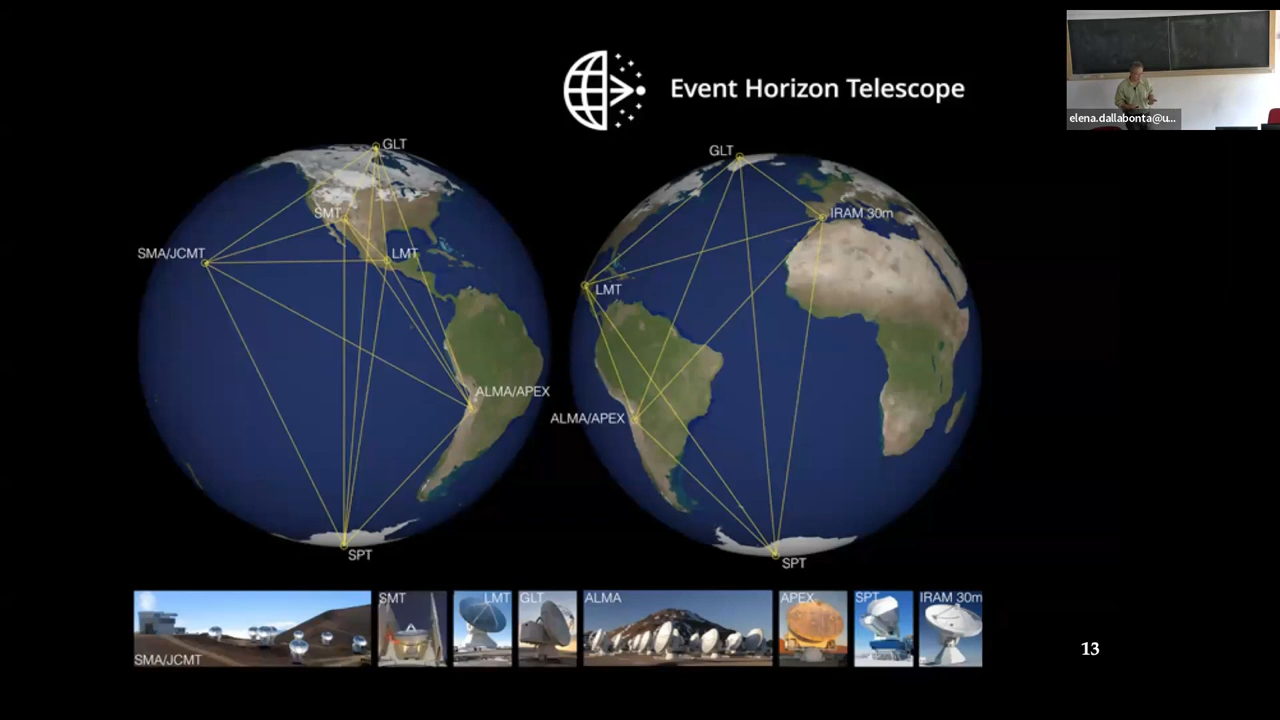 Event Horizon Telescope
elena.dallabonta@u...
GLT
SMT
SMA/JCMT
LMT
ALMA/APEX
SPT
GLT
IRAM 30m
LMT
ALMA/APEX
SPT
SMA/JCMT
SMT
LMT
GLT
ALMA
APEX
SPT
IRAM 30m
13